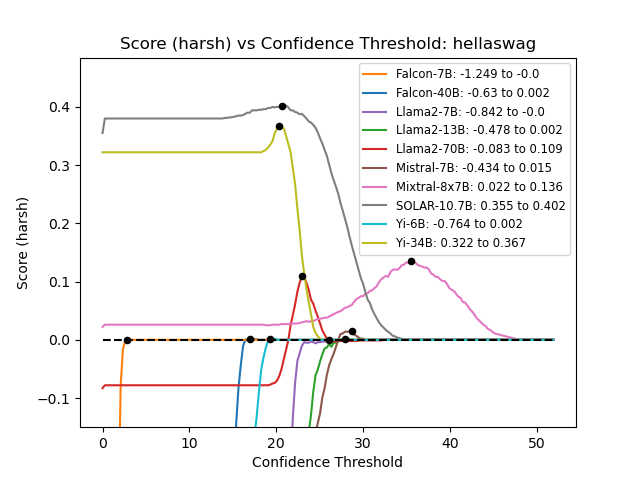 Score (harsh) vs Confidence Threshold: hellaswag
Falcon-7B: -1.249 to -0.0
Falcon-40B: -0.63 to 0.002
Llama2-7B: -0.842 to -0.0
Llama2-13B: -0.478 to 0.002
Llama2-70B: -0.083 to 0.109
Mistral-7B: -0.434 to 0.015
Mixtral-8x7B: 0.022 to 0.136
SOLAR-10.7B: 0.355 to 0.402
Yi-6B: -0.764 to 0.002
Yi-34B: 0.322 to 0.367
Score (harsh)
0.4
0.3
0.2
0.1
0.0
−0.1
0 10 20 30 40 50
Confidence Threshold